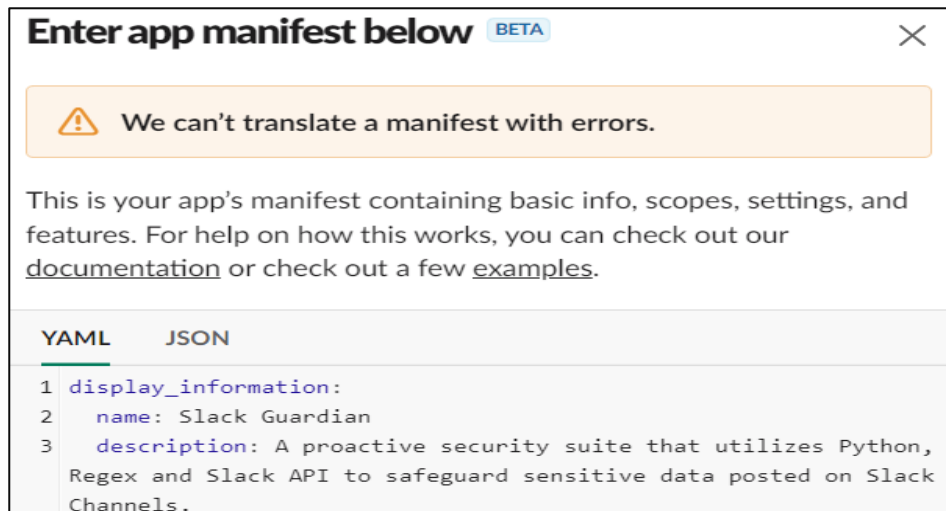 Enter app manifest below BETA
We can’t translate a manifest with errors.
This is your app’s manifest containing basic info, scopes, settings, and
features. For help on how this works, you can check out our
documentation or check out a few examples.
YAML JSON
1 display_information:
2 name: Slack Guardian
3 description: A proactive security suite that utilizes Python,
Regex and Slack API to safeguard sensitive data posted on Slack
Channels.